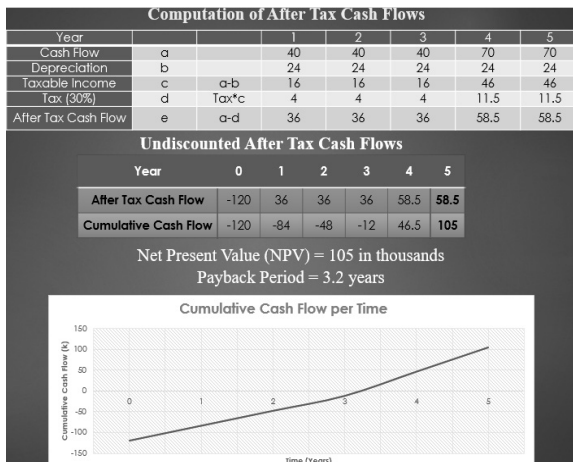 Computation of After Tax Cash Flows
Year 1 2 3 4 5
Cash Flow a 40 40 40 70 70
Depreciation b 24 24 24 24 24
Taxable Income c a-b 16 16 16 46 46
Tax (30%) d Tax*c 4 4 4 11.5 11.5
After Tax Cash Flow e a-d 36 36 36 58.5 58.5
Undiscounted After Tax Cash Flows
Year 0 1 2 3 4 5
After Tax Cash Flow -120 36 36 36 58.5 58.5
Cumulative Cash Flow -120 -84 -48 -12 46.5 105
Net Present Value (NPV) = 105 in thousands
Payback Period = 3.2 years
Cumulative Cash Flow per Time
Cumulative Cash Flow (k)
150
100
50
0
-50
-100
-150
0 1 2 3 4 5
Time (Years)